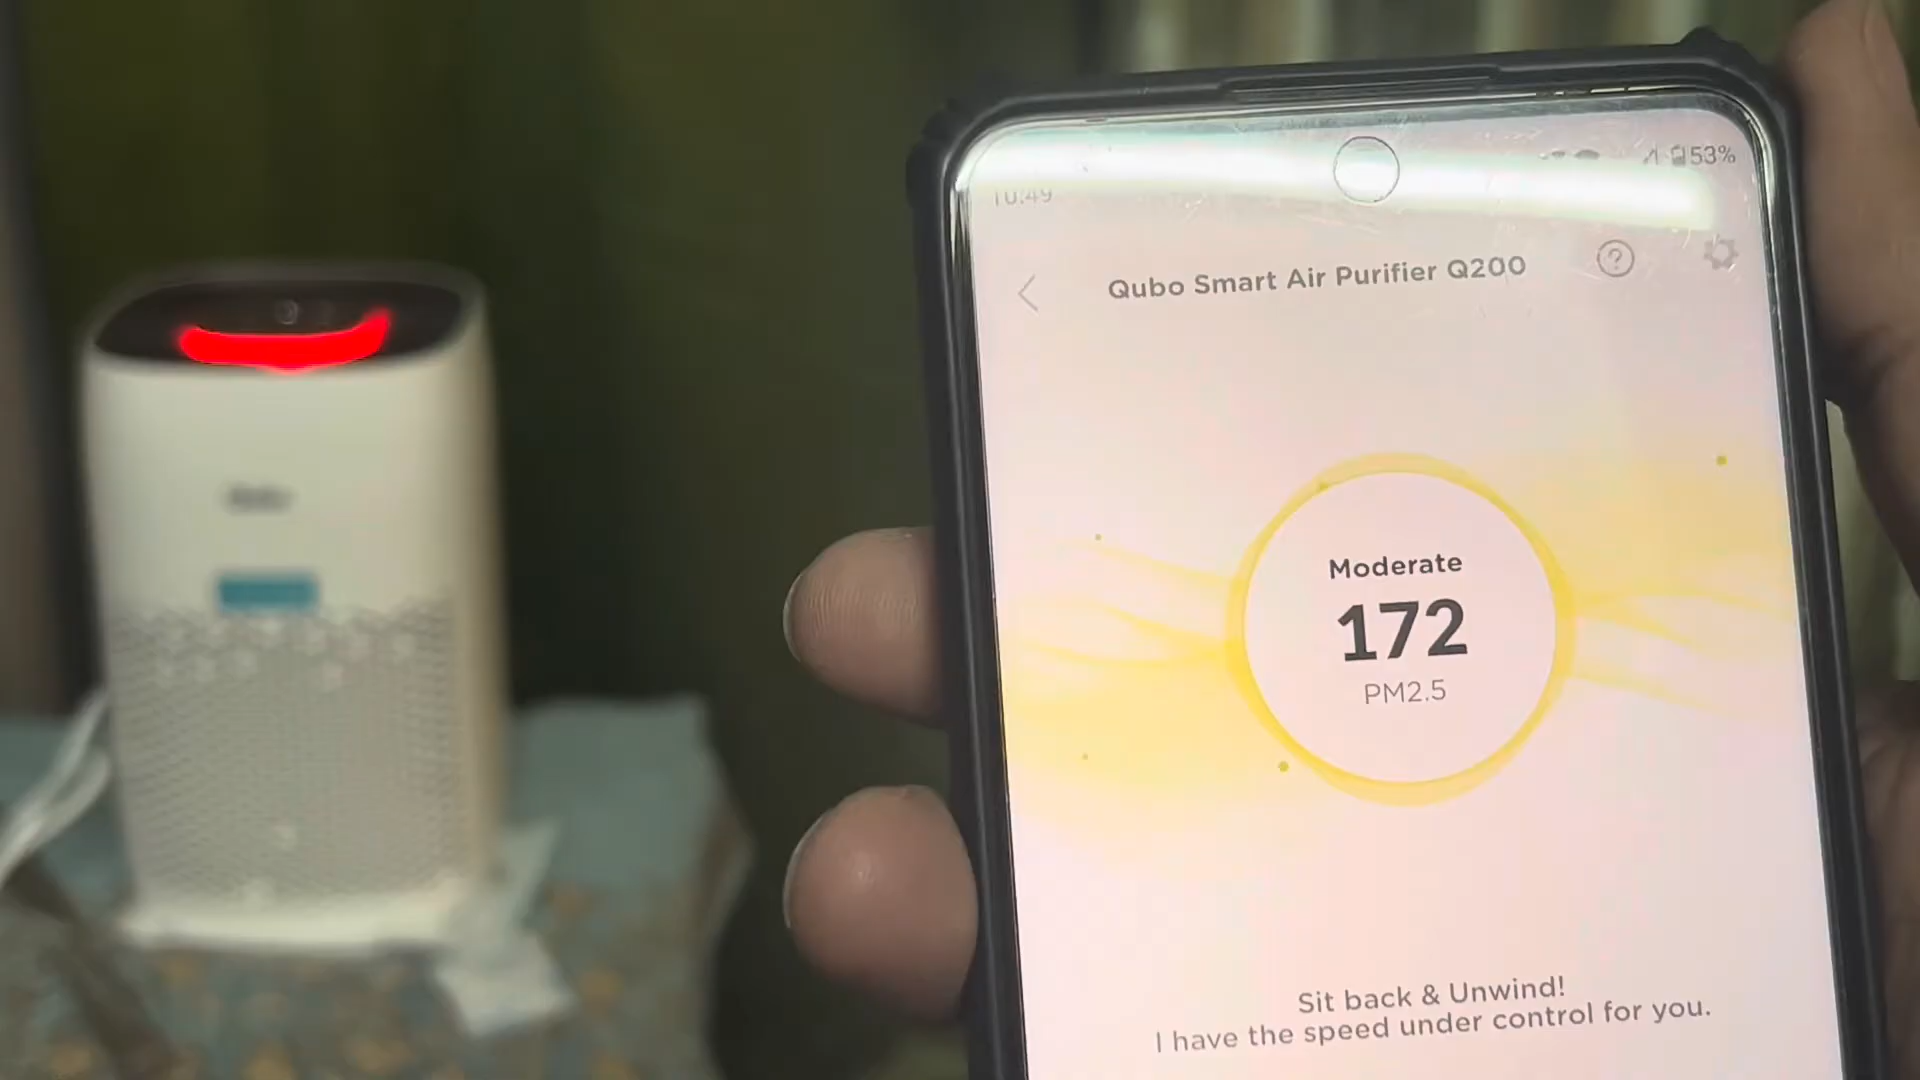 10:49
53%
Qubo Smart Air Purifier Q200
Moderate
172
PM2.5
Sit back & Unwind!
I have the speed under control for you.